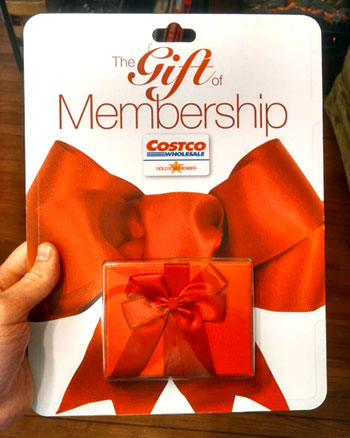 The Gift of
Membership
COSTCO
WHOLESALE
GOLD STAR MEMBER